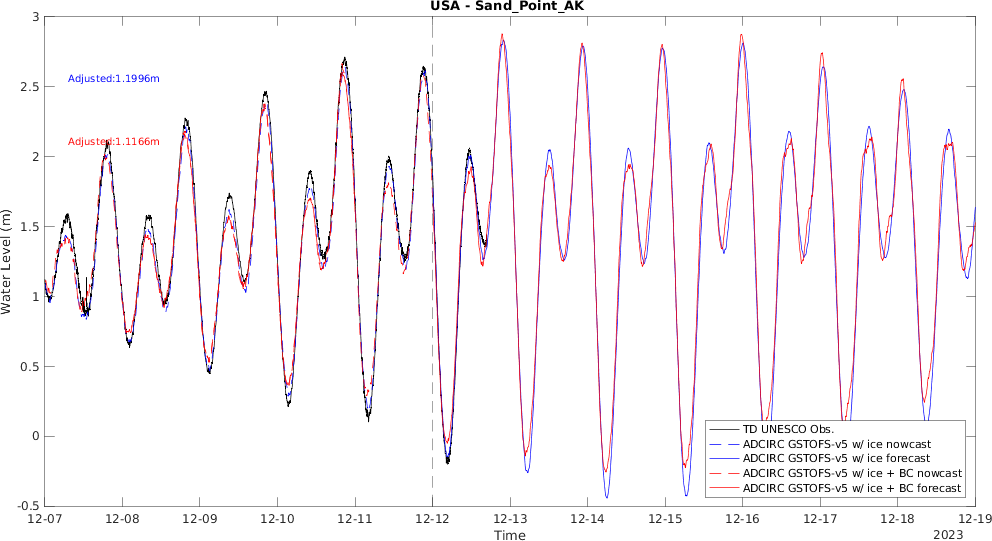 USA - Sand_Point_AK
3
2.5
2
1.5
1
0.5
0
-0.5
Water Level (m)
Adjusted:1.1996m
Adjusted:1.1166m
TD UNESCO Obs.
ADCIRC GSTOFS-v5 w/ ice nowcast
ADCIRC GSTOFS-v5 w/ ice forecast
ADCIRC GSTOFS-v5 w/ice + BC nowcast
ADCIRC GSTOFS-v5 w/ice + BC forecast
12-07 12-08 12-09 12-10 12-11 12-12 12-13 12-14 12-15 12-16 12-17 12-18 12-19
Time
2023